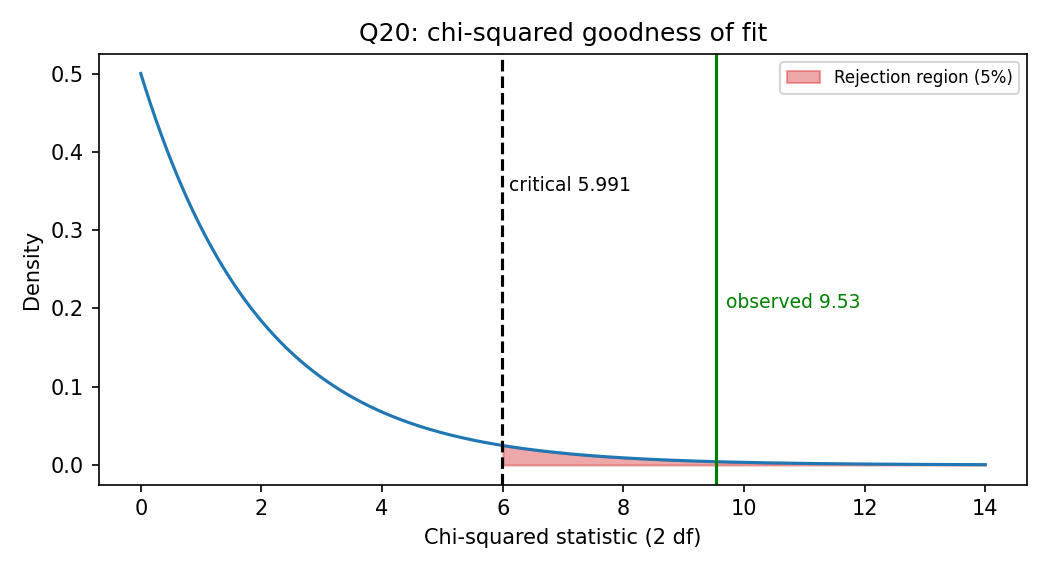 Q20: chi-squared goodness of fit
Rejection region (5%)
critical 5.991
observed 9.53
Density
0.5
0.4
0.3
0.2
0.1
0.0
0 2 4 6 8 10 12 14
Chi-squared statistic (2 df)